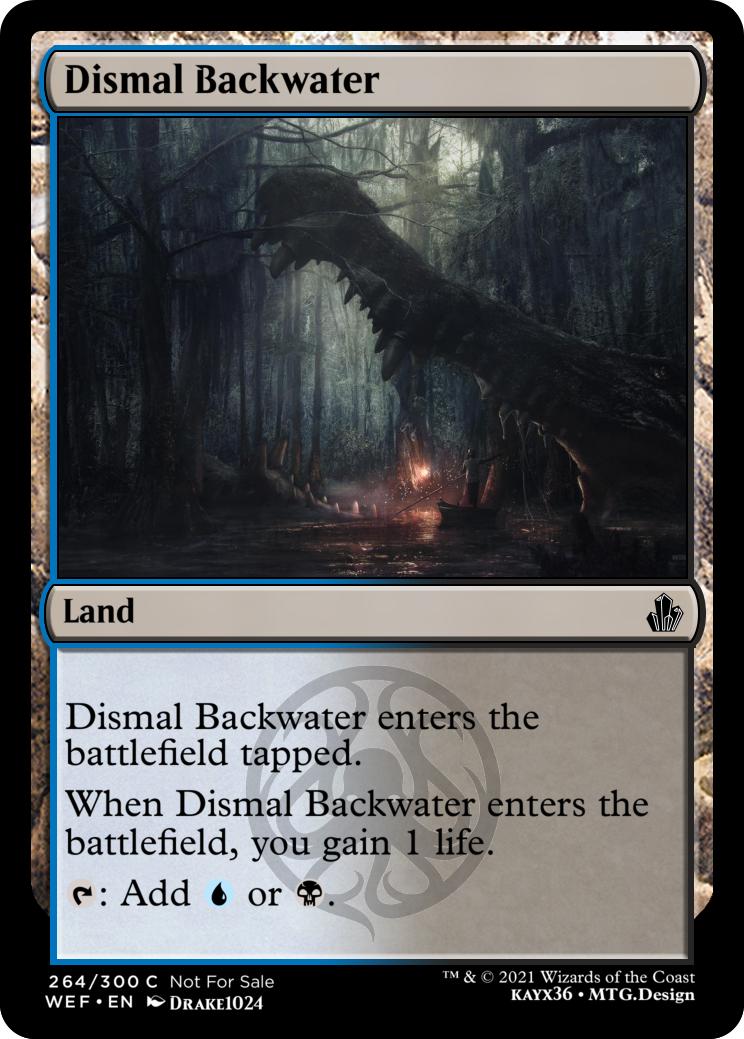 Dismal Backwater
Land
Dismal Backwater enters the
battlefield tapped.
When Dismal Backwater enters the
battlefield, you gain 1 life.
: Add or .
264/300 C Not For Sale
WEF • EN DRAKE1024
™ & © 2021 Wizards of the Coast
KAYX36 • MTG.Design